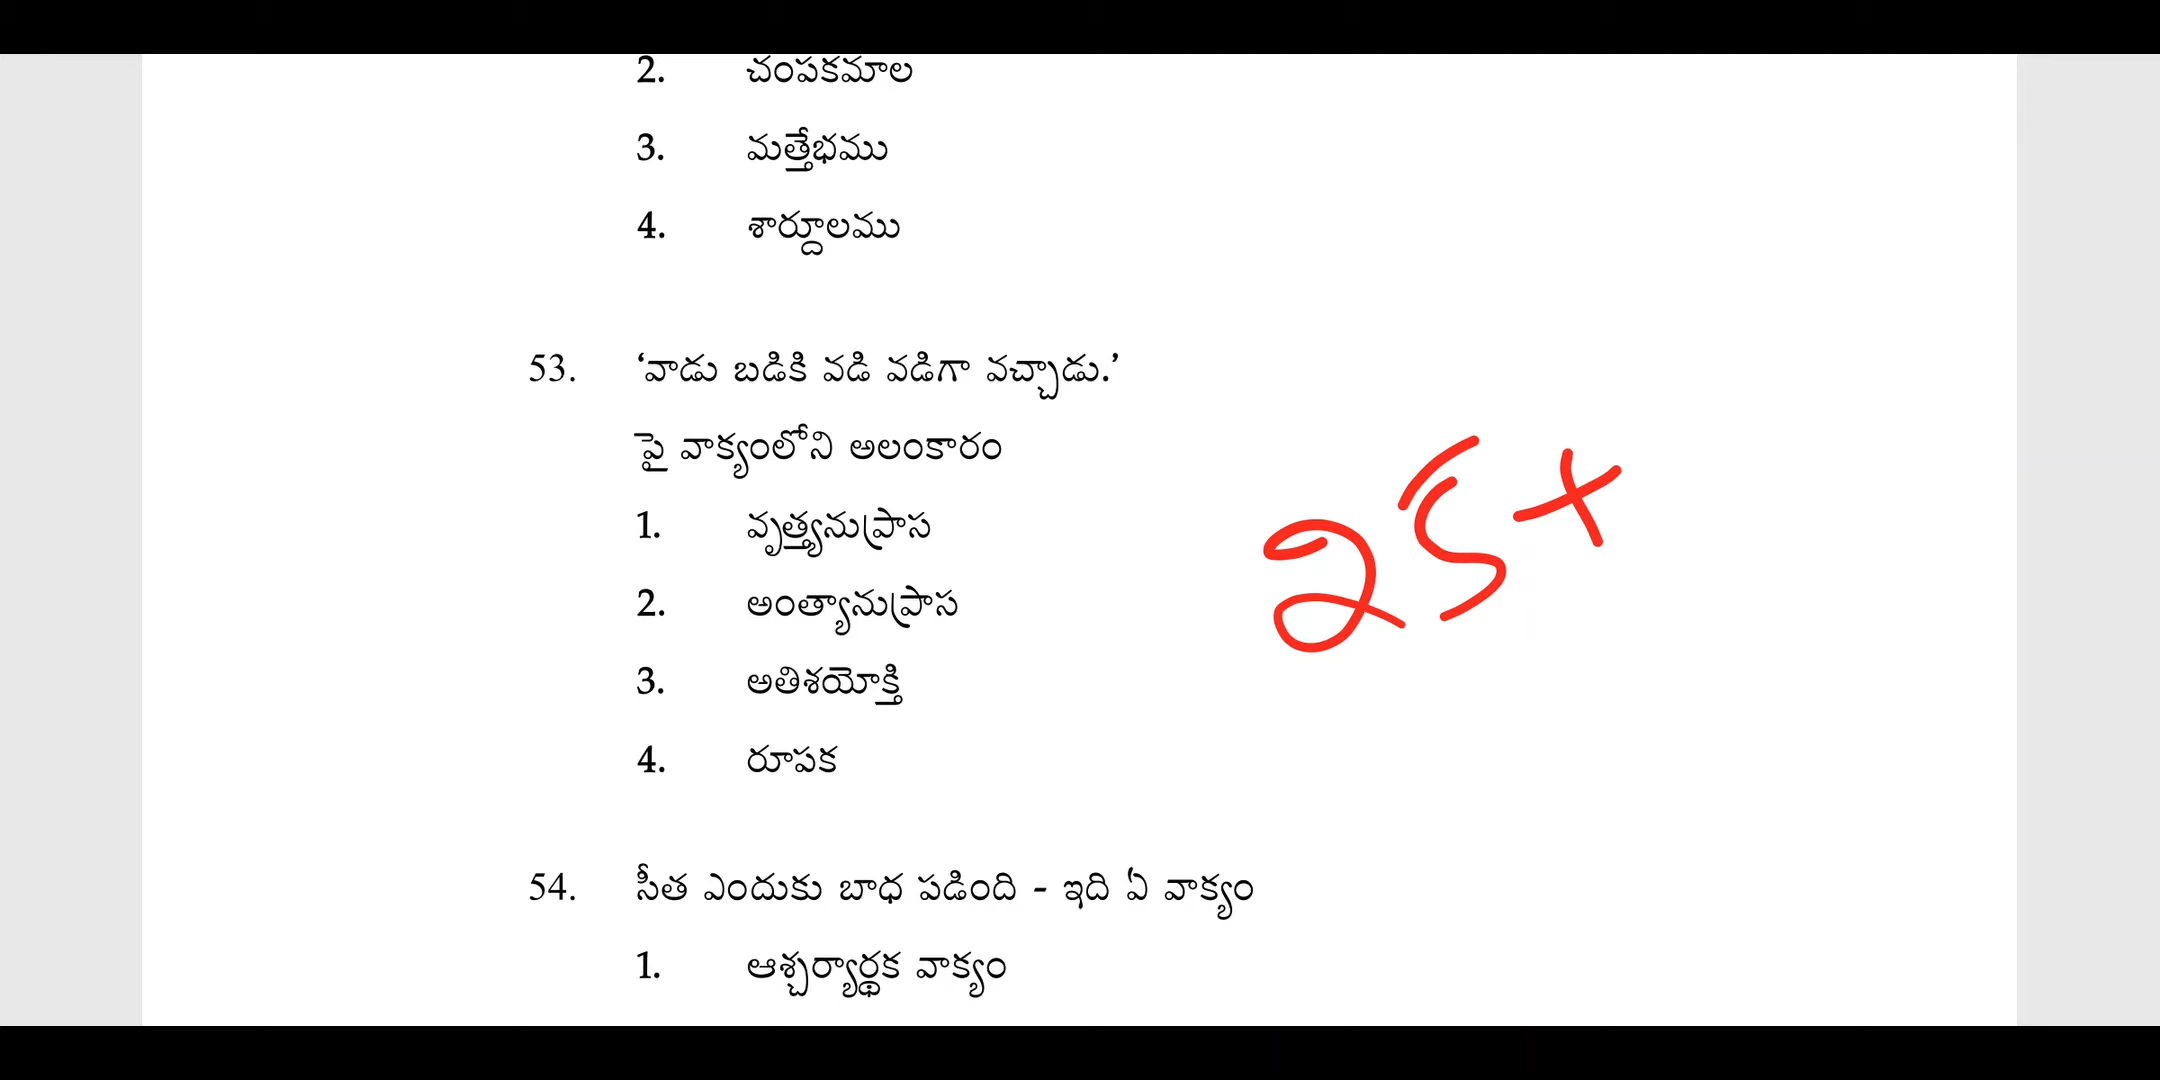 2. చంపకమాల
3. మత్తేభము
4. శార్దూలము
53. ‘వాడు బడికి వడి వడిగా వచ్చాడు.’
పై వాక్యంలోని అలంకారం
1. వృత్త్యనుప్రాస
2. అంత్యానుప్రాస
3. అతిశయోక్తి
4. రూపక
25+
54. సీత ఎందుకు బాధ పడింది - ఇది ఏ వాక్యం
1. ఆశ్చర్యార్థక వాక్యం